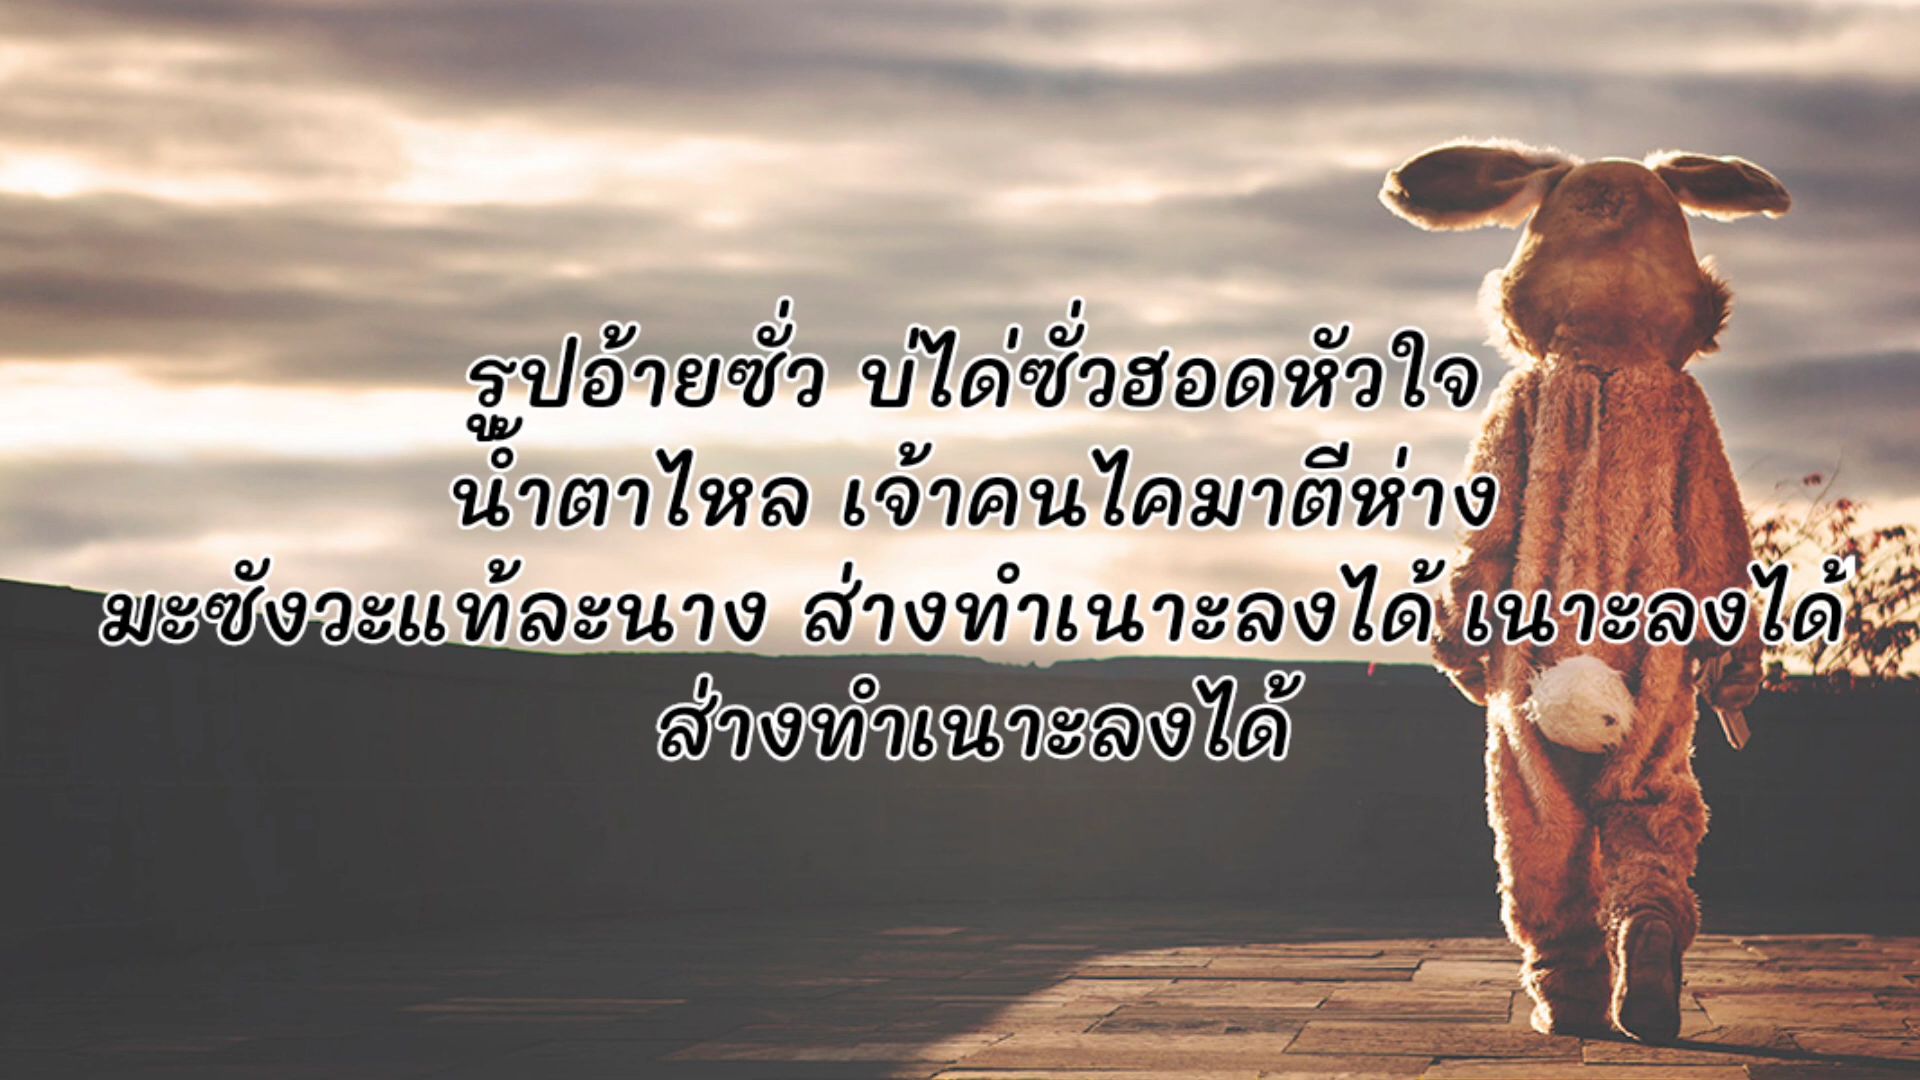 รูปอ้ายซั่ว บ่ได่ซั่วฮอดหัวใจ
น้ำตาไหล เจ้าคนไคมาตีห่าง
มะซังวะแท้ละนาง ส่างทำเนาะลงได้ เนาะลงได้
ส่างทำเนาะลงได้